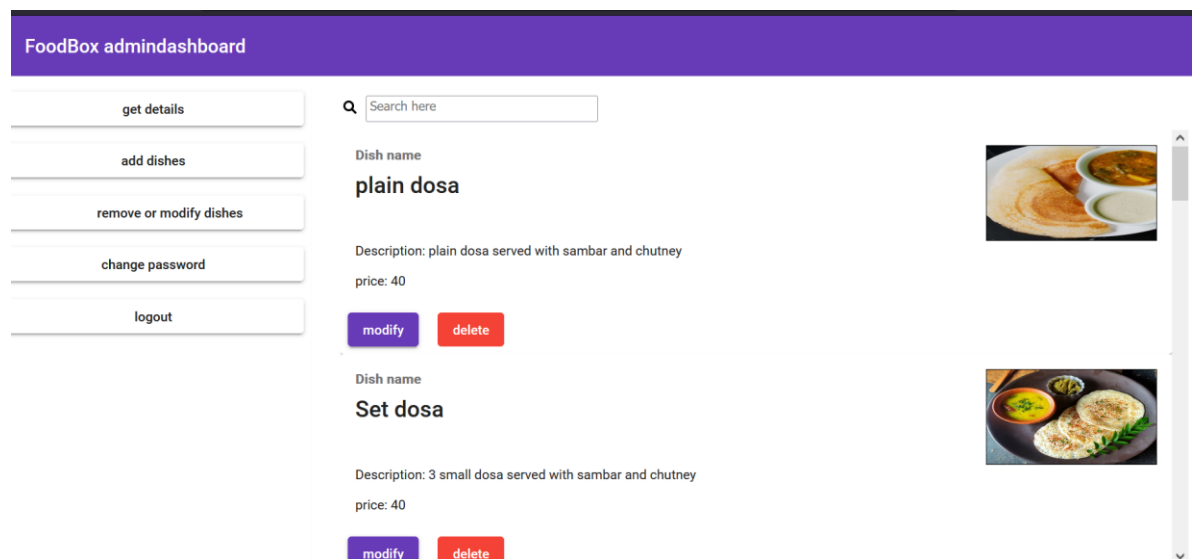 FoodBox admindashboard
get details
add dishes
remove or modify dishes
change password
logout
Search here
Dish name
plain dosa
Description: plain dosa served with sambar and chutney
price: 40
modify delete
Dish name
Set dosa
Description: 3 small dosa served with sambar and chutney
price: 40
modify delete